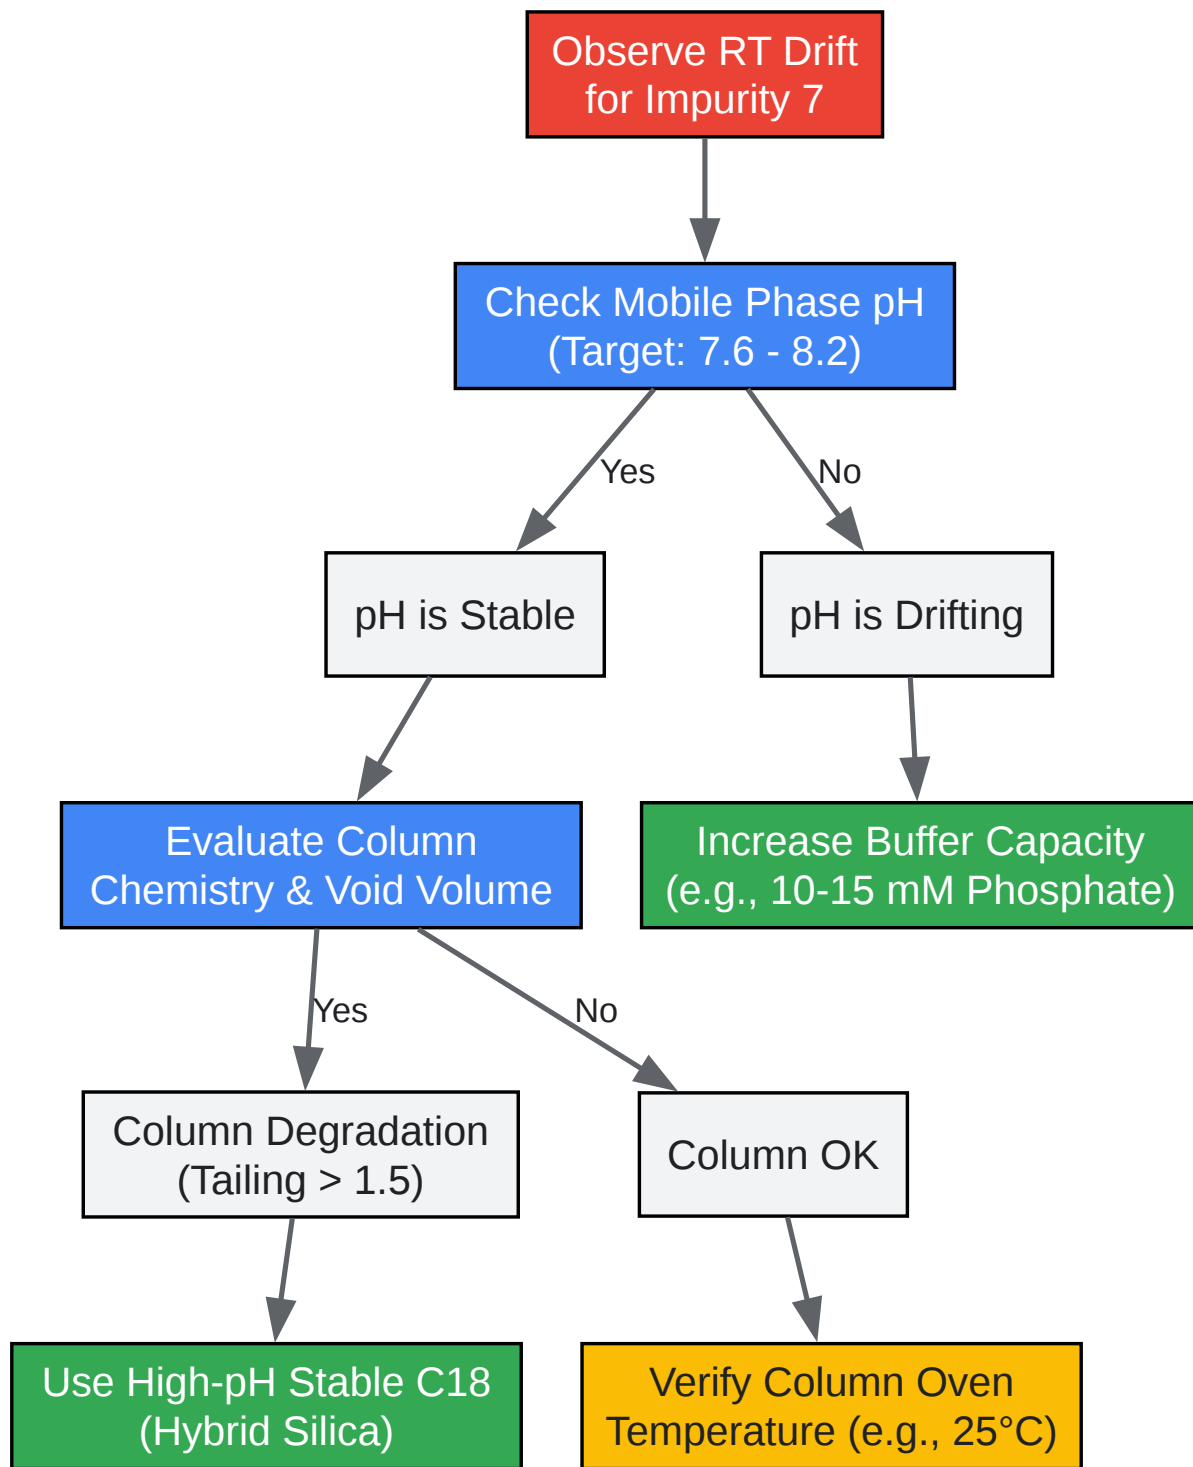 Observe RT Drift
for Impurity 7
Check Mobile Phase pH
(Target: 7.6 - 8.2)
Yes
No
pH is Stable
pH is Drifting
Evaluate Column
Chemistry & Void Volume
Increase Buffer Capacity
(e.g., 10-15 mM Phosphate)
Yes
No
Column Degradation
(Tailing > 1.5)
Column OK
Use High-pH Stable C18
(Hybrid Silica)
Verify Column Oven
Temperature (e.g., 25°C)